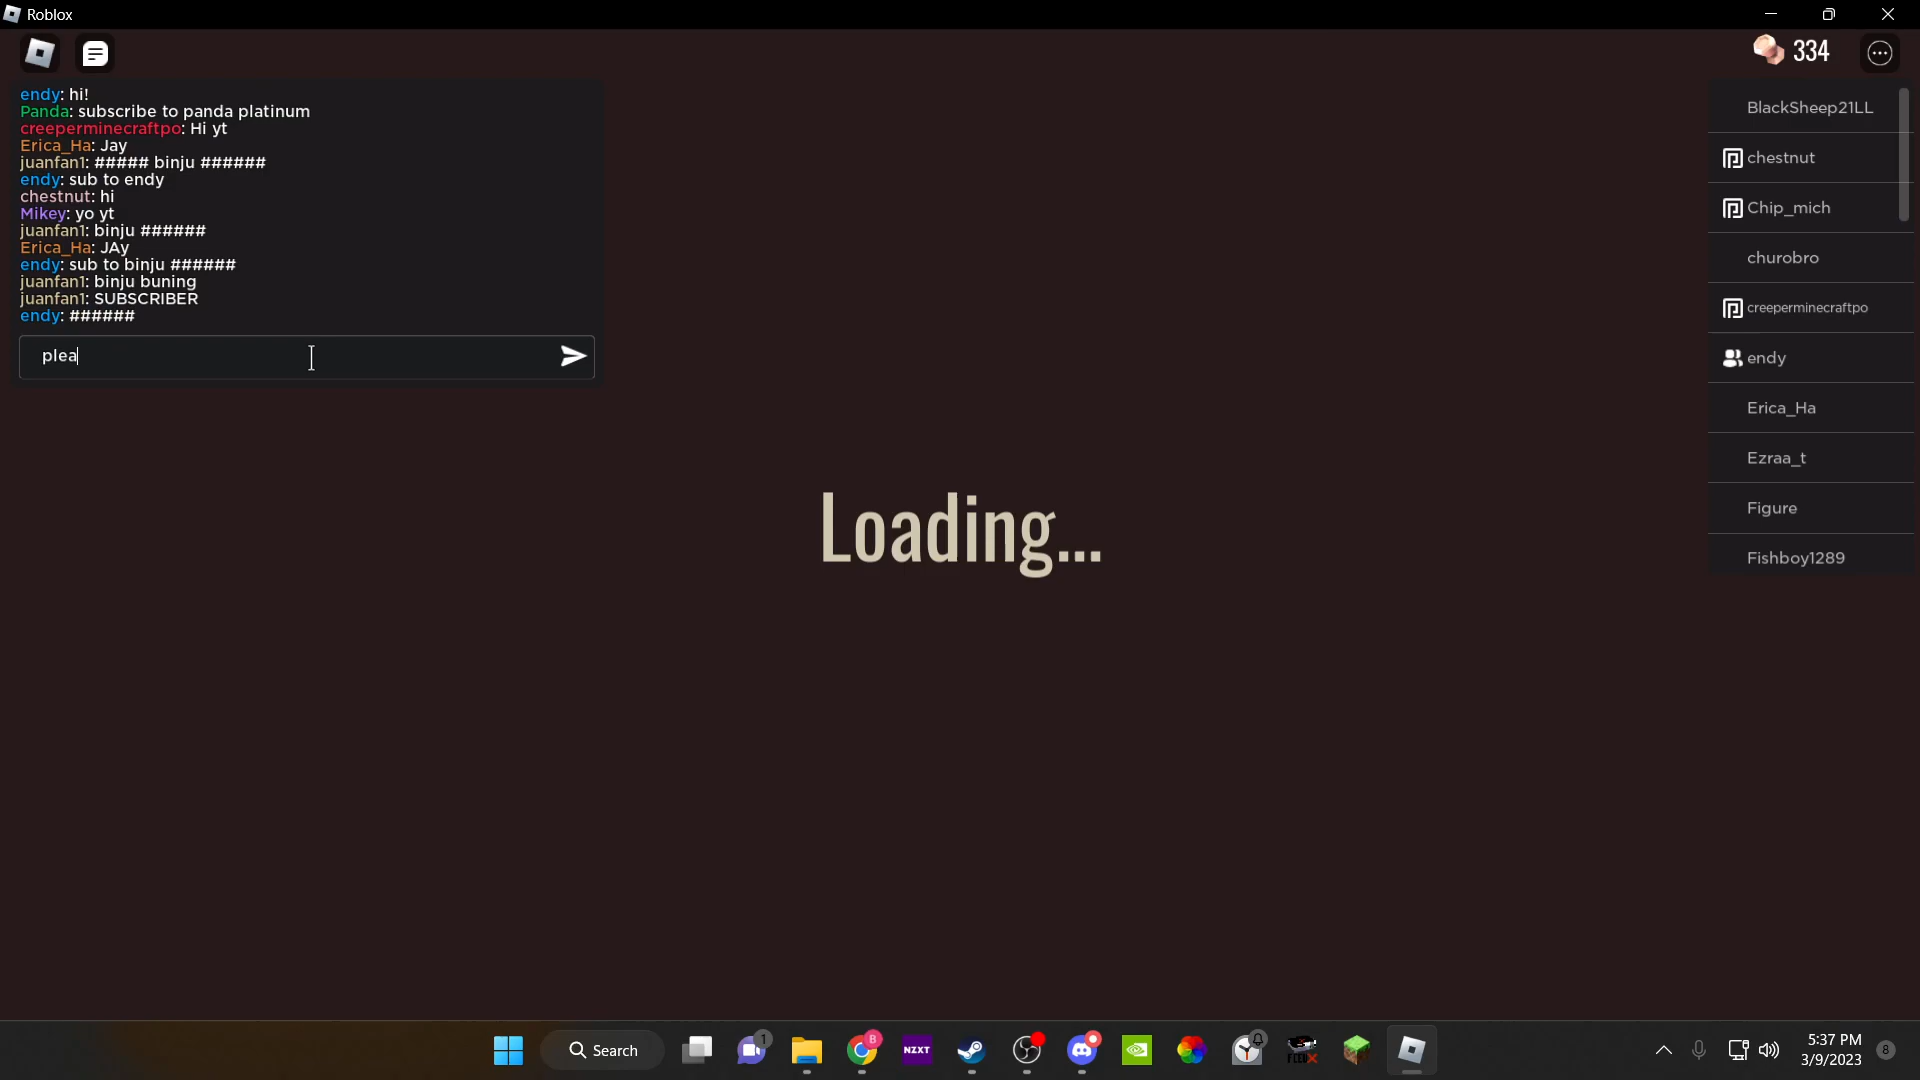 Roblox
334
endy: hi!
Panda: subscribe to panda platinum
creeperminecraftpo: Hi yt
Erica_Ha: Jay
juanfan1: ##### binju ######
endy: sub to endy
chestnut: hi
Mikey: yo yt
juanfan1: binju ######
Erica_Ha: JAy
endy: sub to binju ######
juanfan1: binju buning
juanfan1: SUBSCRIBER
endy: ######
plea
BlackSheep21LL
chestnut
Chip_mich
churobro
creeperminecraftpo
endy
Erica_Ha
Ezraa_t
Figure
Fishboy1289
Loading...
Search
1
B
NZXT
5:37 PM
3/9/2023
8